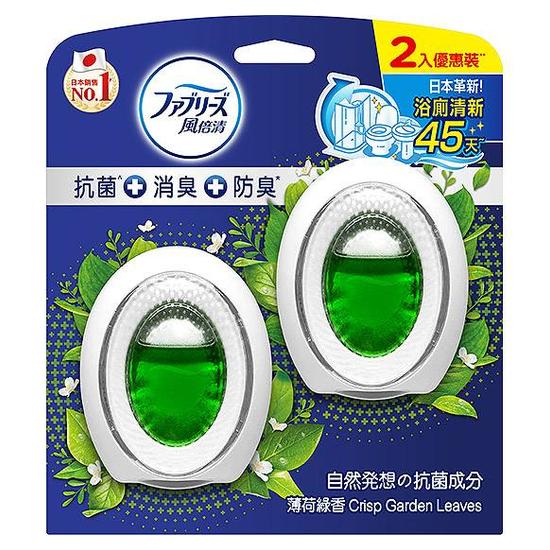 日本銷售
NO.1
ファブリーズ
風倍清
2入優惠裝**
日本革新!
浴廁清新
45天~
抗菌^+消臭+防臭*
自然発想の抗菌成分
薄荷綠香 Crisp Garden Leaves